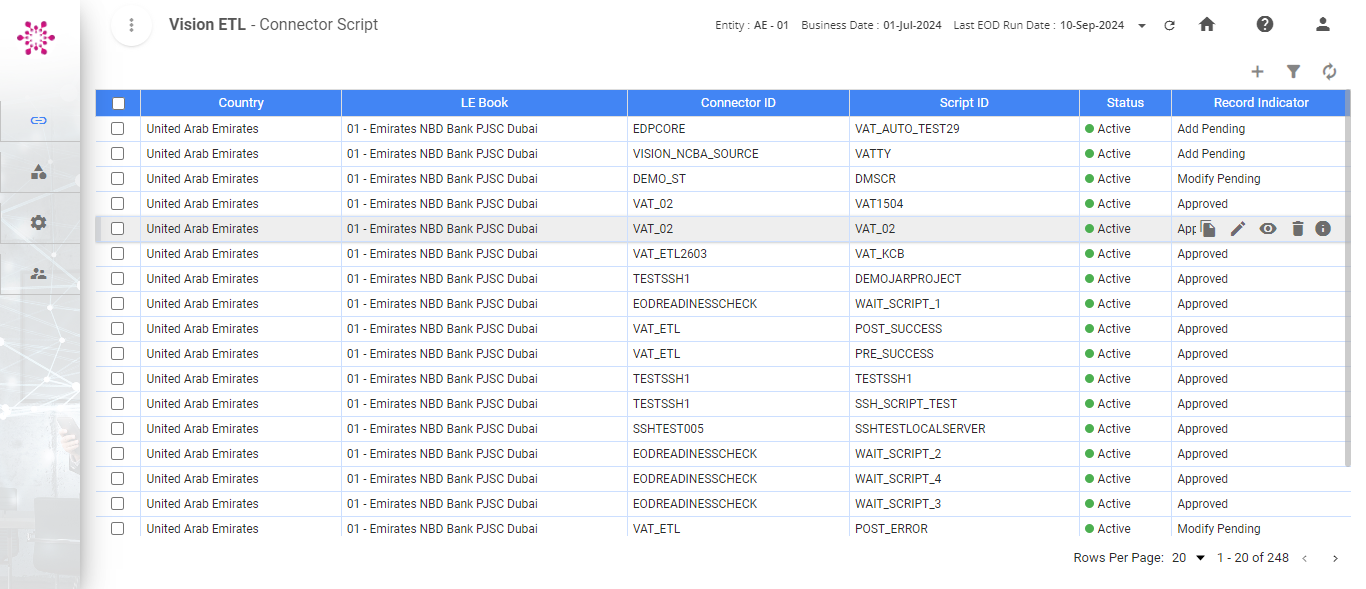 Vision ETL - Connector Script
Entity : AE - 01 Business Date : 01-Jul-2024 Last EOD Run Date : 10-Sep-2024
Country LE Book Connector ID Script ID Status Record Indicator
United Arab Emirates 01 - Emirates NBD Bank PJSC Dubai EDPCORE VAT_AUTO_TEST29 Active Add Pending
United Arab Emirates 01 - Emirates NBD Bank PJSC Dubai VISION_NCBA_SOURCE VATTY Active Add Pending
United Arab Emirates 01 - Emirates NBD Bank PJSC Dubai DEMO_ST DMSCR Active Modify Pending
United Arab Emirates 01 - Emirates NBD Bank PJSC Dubai VAT_02 VAT1504 Active Approved
United Arab Emirates 01 - Emirates NBD Bank PJSC Dubai VAT_02 VAT_02 Active App
United Arab Emirates 01 - Emirates NBD Bank PJSC Dubai VAT_ETL2603 VAT_KCB Active Approved
United Arab Emirates 01 - Emirates NBD Bank PJSC Dubai TESTSSH1 DEMOJARPROJECT Active Approved
United Arab Emirates 01 - Emirates NBD Bank PJSC Dubai EODREADINESSCHECK WAIT_SCRIPT_1 Active Approved
United Arab Emirates 01 - Emirates NBD Bank PJSC Dubai VAT_ETL POST_SUCCESS Active Approved
United Arab Emirates 01 - Emirates NBD Bank PJSC Dubai VAT_ETL PRE_SUCCESS Active Approved
United Arab Emirates 01 - Emirates NBD Bank PJSC Dubai TESTSSH1 TESTSSH1 Active Approved
United Arab Emirates 01 - Emirates NBD Bank PJSC Dubai TESTSSH1 SSH_SCRIPT_TEST Active Approved
United Arab Emirates 01 - Emirates NBD Bank PJSC Dubai SSHTEST005 SSHTESTLOCALSERVER Active Approved
United Arab Emirates 01 - Emirates NBD Bank PJSC Dubai EODREADINESSCHECK WAIT_SCRIPT_2 Active Approved
United Arab Emirates 01 - Emirates NBD Bank PJSC Dubai EODREADINESSCHECK WAIT_SCRIPT_4 Active Approved
United Arab Emirates 01 - Emirates NBD Bank PJSC Dubai EODREADINESSCHECK WAIT_SCRIPT_3 Active Approved
United Arab Emirates 01 - Emirates NBD Bank PJSC Dubai VAT_ETL POST_ERROR Active Modify Pending
Rows Per Page: 20 1 - 20 of 248